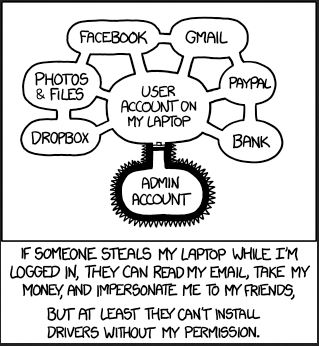 FACEBOOK
GMAIL
PHOTOS
& FILES
USER
ACCOUNT ON
MY LAPTOP
PAYPAL
DROPBOX
BANK
ADMIN
ACCOUNT
IF SOMEONE STEALS MY LAPTOP WHILE I'M
LOGGED IN, THEY CAN READ MY EMAIL, TAKE MY
MONEY, AND IMPERSONATE ME TO MY FRIENDS,
BUT AT LEAST THEY CAN'T INSTALL
DRIVERS WITHOUT MY PERMISSION.